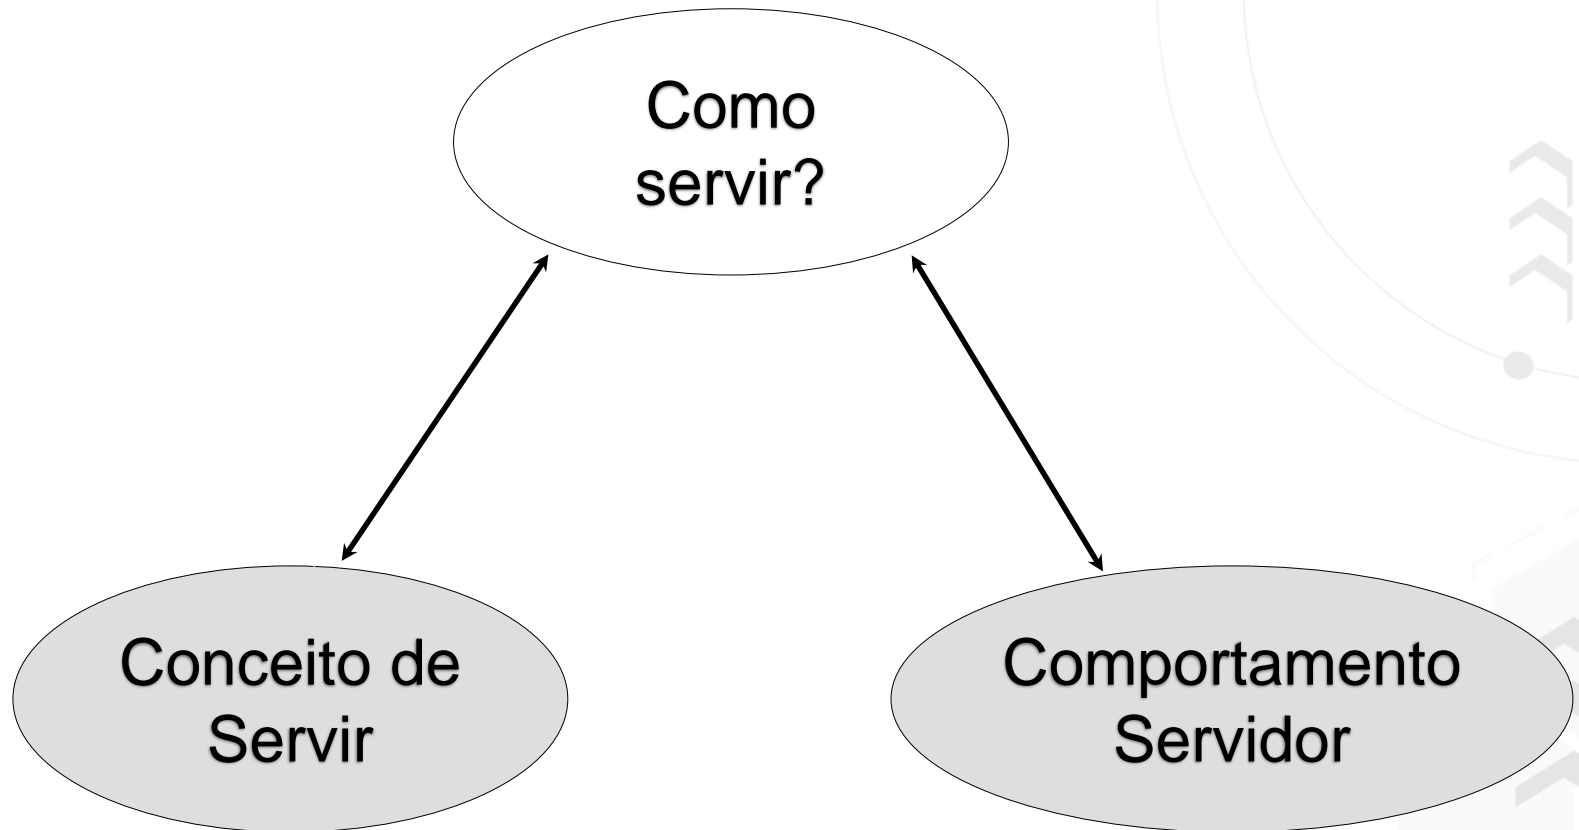 Como
servir?
Conceito de
Servir
Comportamento
Servidor